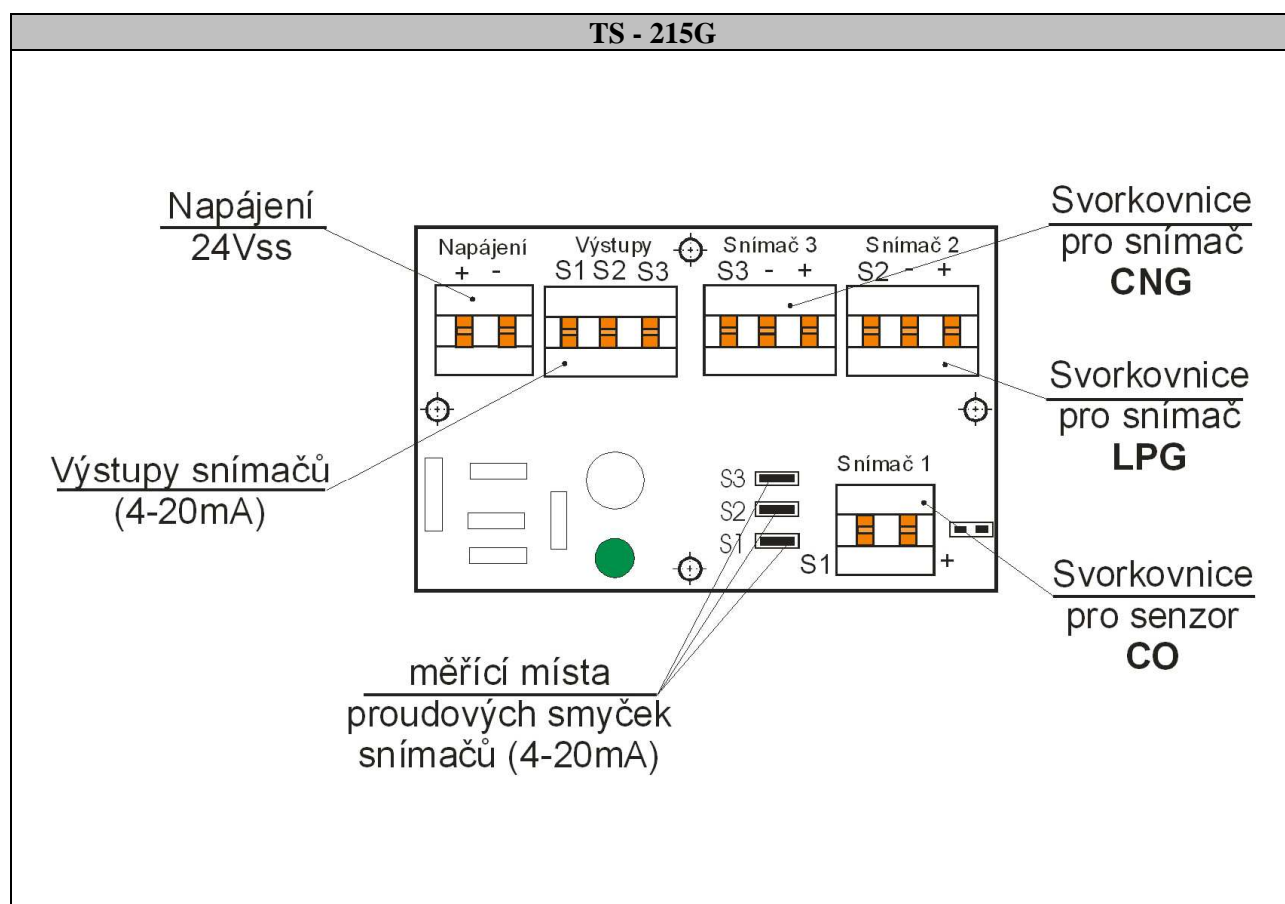 TS - 215G
Napájení
24Vss
Svorkovnice
pro snímač
CNG
Napájení
+ -
Výstupy
S1 S2 S3
Snímač 3
S3 - +
Snímač 2
S2 - +
Svorkovnice
pro snímač
LPG
Výstupy snímačů
(4-20mA)
S3
S2
S1
Snímač 1
S1 +
Svorkovnice
pro senzor
CO
měřící místa
proudových smyček
snímačů (4-20mA)